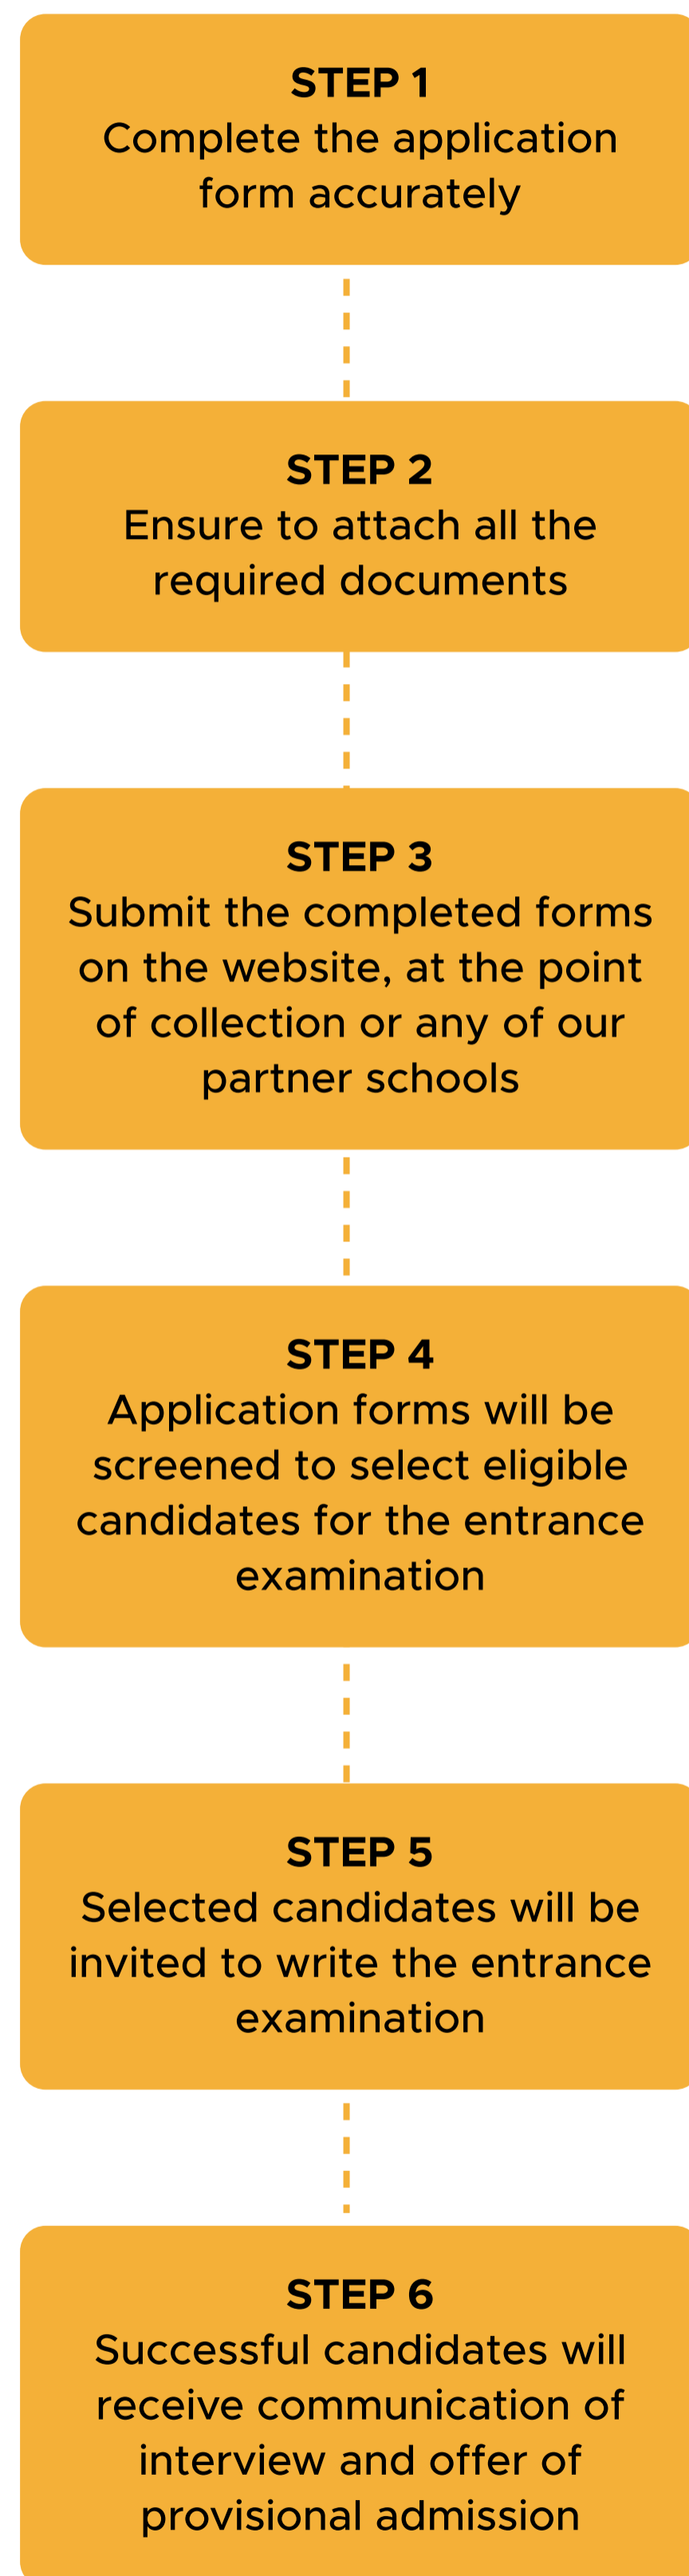 STEP 1
Complete the application
form accurately
STEP 2
Ensure to attach all the
required documents
STEP 3
Submit the completed forms
on the website, at the point
of collection or any of our
partner schools
STEP 4
Application forms will be
screened to select eligible
candidates for the entrance
examination
STEP 5
Selected candidates will be
invited to write the entrance
examination
STEP 6
Successful candidates will
receive communication of
interview and offer of
provisional admission